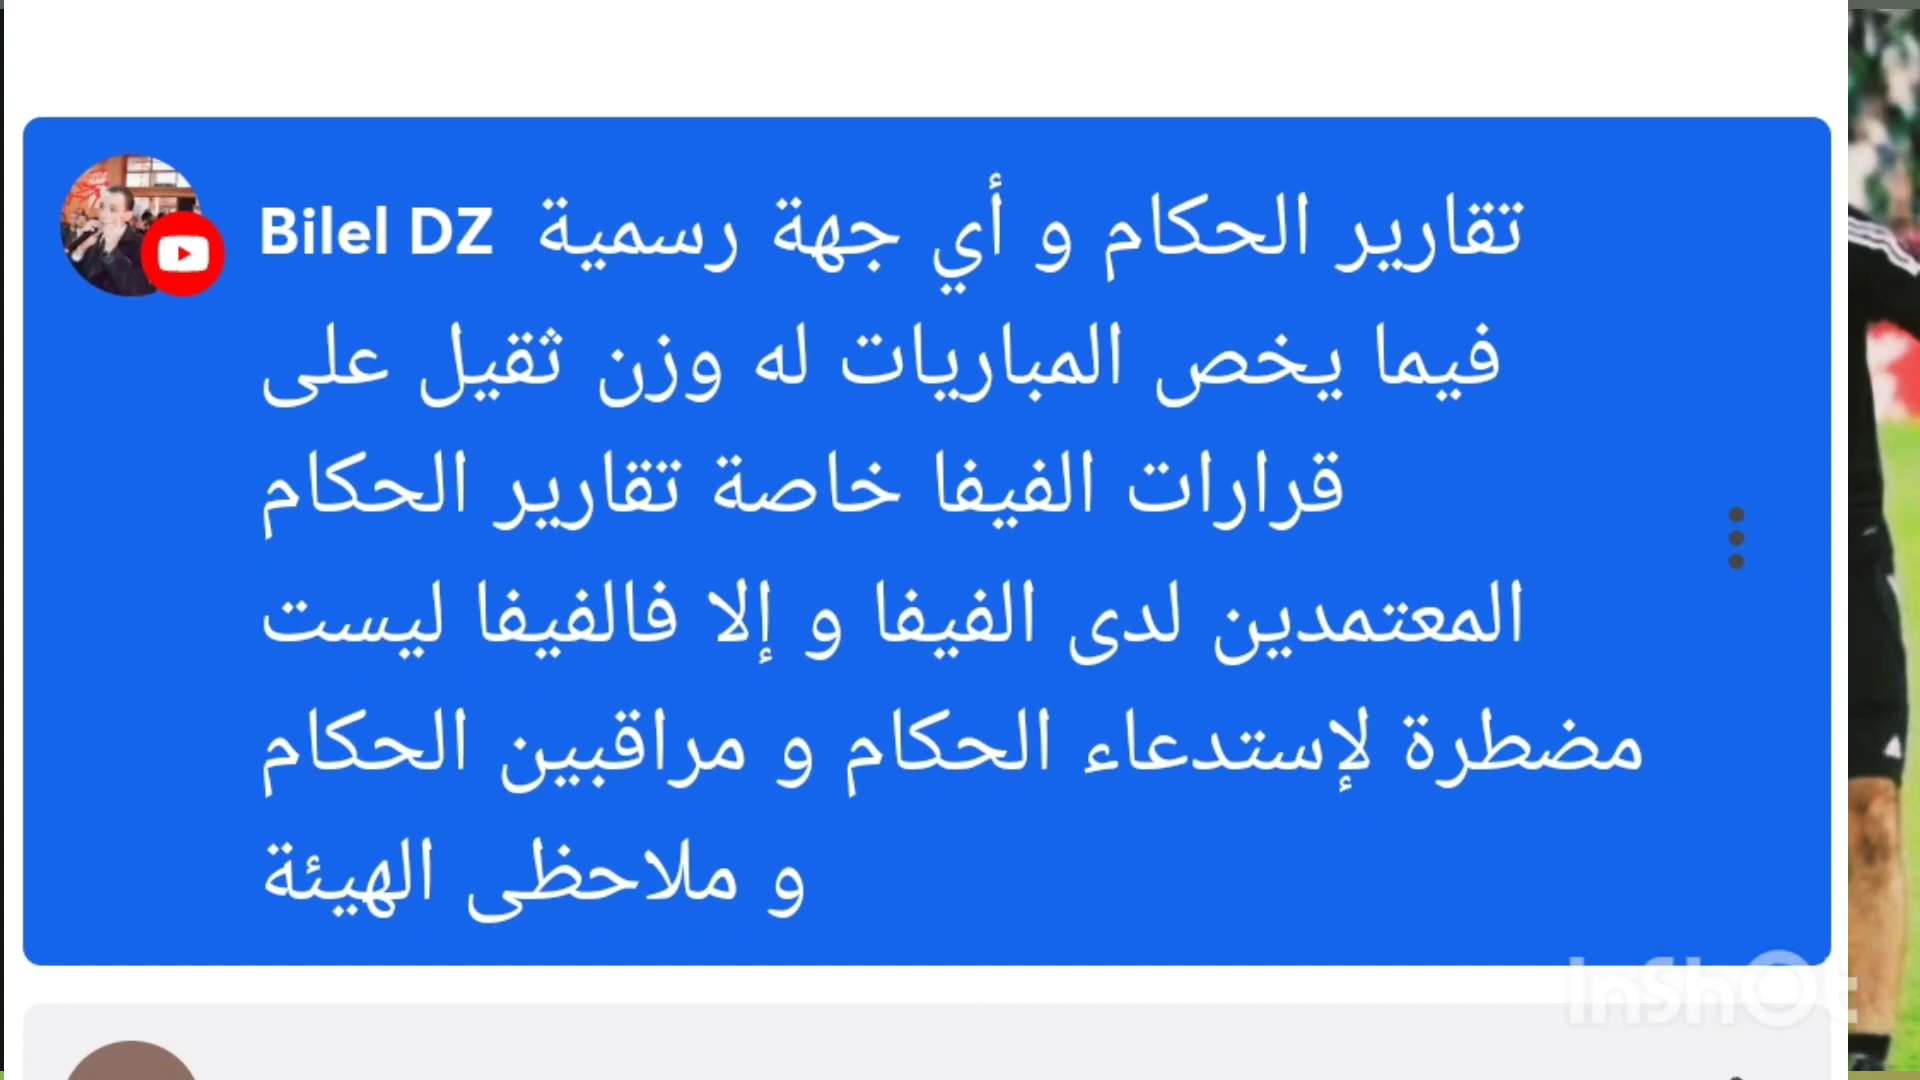 Bilel DZ تقارير الحكام و أي جهة رسمية
فيما يخص المباريات له وزن ثقيل على
قرارات الفيفا خاصة تقارير الحكام
المعتمدين لدى الفيفا و إلا فالفيفا ليست
مضطرة لإستدعاء الحكام و مراقبين الحكام
و ملاحظى الهيئة
InShOt